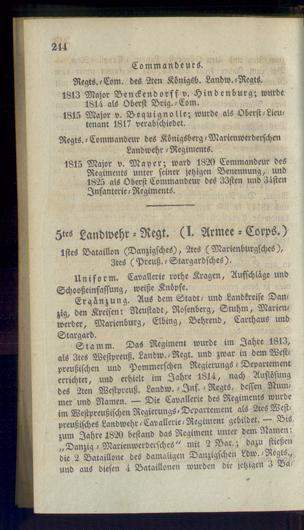 244
Commandeurs.
Regts.-Com. des 2ten Königsb. Landw.-Regts.
1813 Major Benckendorff v. Hindenburg; wurde
1814 als Oberst Brig.-Com.
1815 Major v. Bequignolle; wurde als Oberst-Lieu-
tenant 1817 verabschiedet.
Regts.-Commandeur des Königsberg-Marienwerderschen
Landwehr-Regiments.
1815 Major v. Mayer; ward 1820 Commandeur des
Regiments unter seiner jetzigen Benennung, und
1825 als Oberst Commandeur des 33sten und 34sten
Infanterie-Regiments.
5tes Landwehr-Regt. (I. Armee-Corps.)
1stes Bataillon (Danzigsches), 2tes (Marienburgsches),
3tes (Preuß.-Stargardsches).
Uniform. Cavallerie rothe Kragen, Aufschläge und
Schooßeinfassung, weiße Knöpfe.
Ergänzung. Aus dem Stadt- und Landkreise Dan-
zig, den Kreisen: Neustadt, Rosenberg, Stuhm, Marien-
werder, Marienburg, Elbing, Behrend, Carthaus und
Stargard.
Stamm. Das Regiment wurde im Jahre 1813,
als 3tes Westpreuß. Landw.-Regt. und zwar in dem West-
preußischen und Pommerschen Regierungs-Departement
errichtet, und erhielt im Jahre 1814, nach Auflösung
des 2ten Westpreuß. Landw.-Inf.-Regts. dessen Num-
mer und Namen. — Die Cavallerie des Regiments wurde
im Westpreußischen Regierungs-Departement als 2tes West-
preußisches Landwehr-Cavallerie-Regiment gebildet. — Bis
zum Jahre 1820 bestand das Regiment unter dem Namen:
„Danzig-Marienwerdersches“ mit 2 Bat.; dazu stießen
die 2 Bataillone des damaligen Danzigschen Ldw.-Regts.,
und aus diesen 4 Bataillonen wurden die jetzigen 3 Ba-